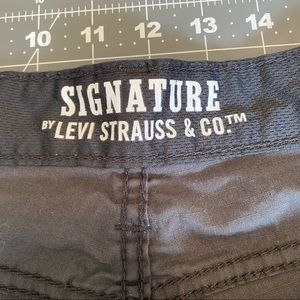 10 11 12 13 14
SIGNATURE
BY LEVI STRAUSS & CO.™